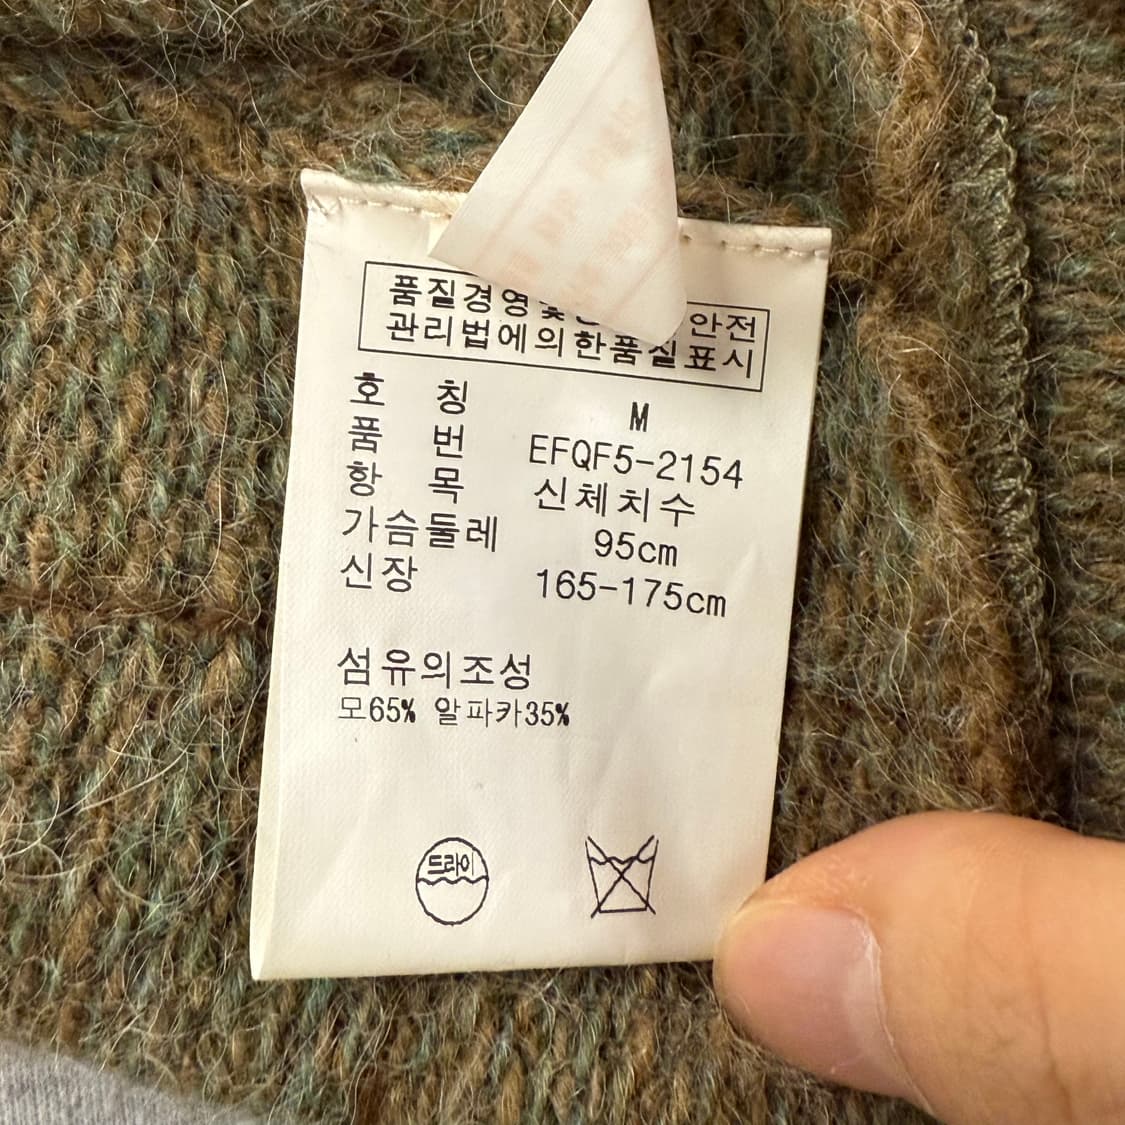 품질경영및 안전
관리법에의한품질표시
호 칭 M
품 번 EFQF5-2154
항 목 신체치수
가슴둘레 95cm
신장 165-175cm
섬유의조성
모65% 알파카35%
드라이